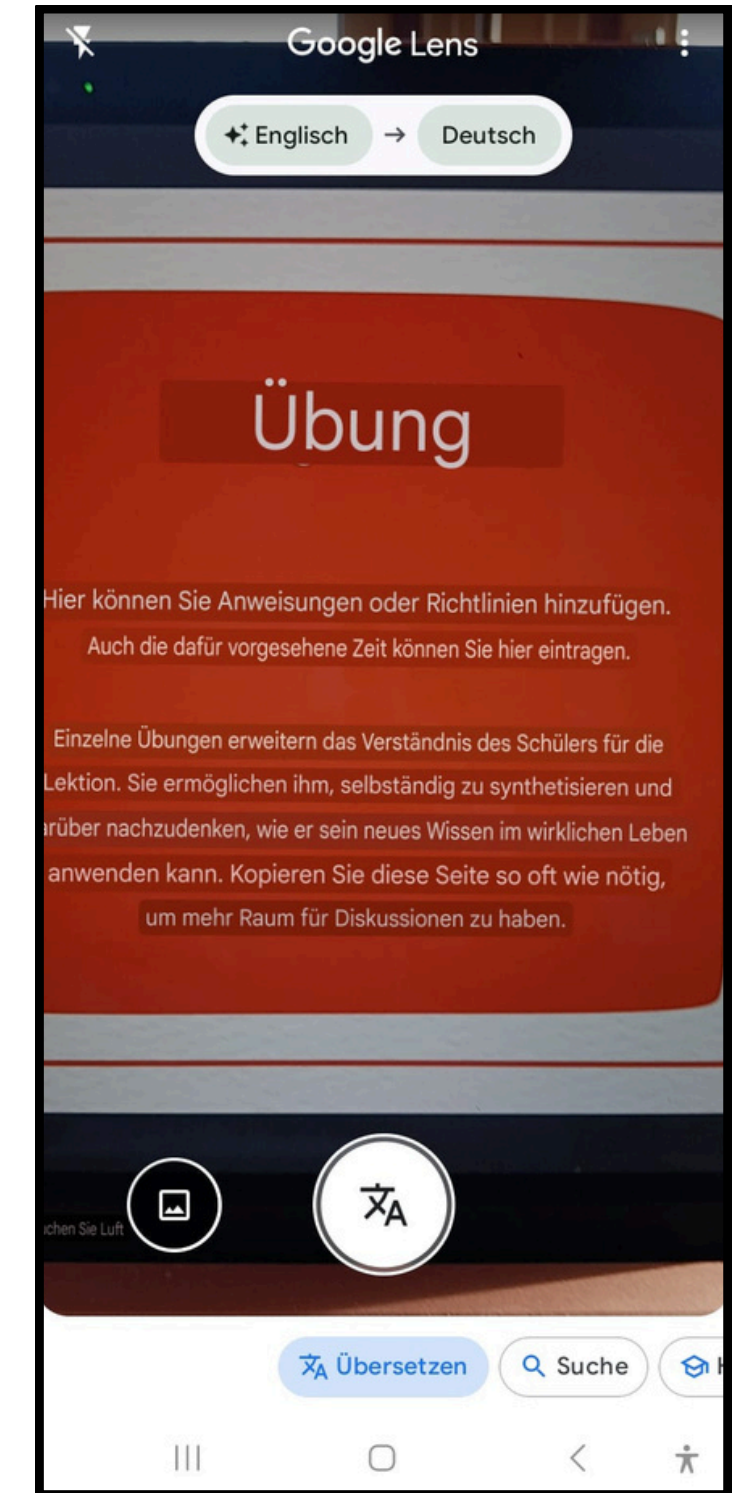 Google Lens
Englisch → Deutsch
Übung
Hier können Sie Anweisungen oder Richtlinien hinzufügen.
Auch die dafür vorgesehene Zeit können Sie hier eintragen.
Einzelne Übungen erweitern das Verständnis des Schülers für die
Lektion. Sie ermöglichen ihm, selbständig zu synthetisieren und
arüber nachzudenken, wie er sein neues Wissen im wirklichen Leben
anwenden kann. Kopieren Sie diese Seite so oft wie nötig,
um mehr Raum für Diskussionen zu haben.
chen Sie Luft
Übersetzen Suche